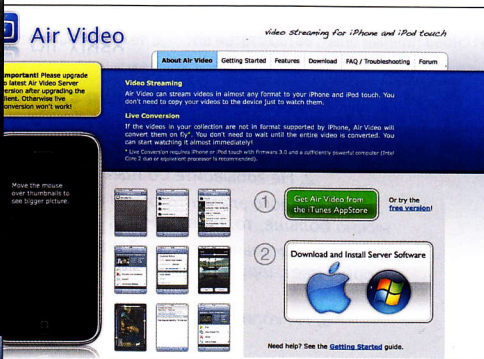 Air Video
video streaming for iPhone and iPod touch
About Air Video Getting Started Features Download FAQ / Troubleshooting Forum
Important! Please upgrade
to latest Air Video Server
version after upgrading the
client. Otherwise live
conversion won't work!
Video Streaming
Air Can stream videos in almost any format to your iPhone and iPod touch. You
don't need to copy your videos to the device just to watch them.
Live Conversion
If the videos in your collection are not in format supported by iPhone, Air Video will
convert them on fly*. You don't need to wait until the entire video is converted. You
can start watching it almost immediately!
* Live Conversion requires iPhone or iPod touch with Firmware 3.0 and a sufficiently powerful computer (Intel
Core 2 duo or equivalent processor is recommended).
Move the mouse
over thumbnails to
see bigger picture.
1 Get Air Video from
the iTunes AppStore
Or try the
free version!
2 Download and Install Server Software
Need help? See the Getting Started guide.